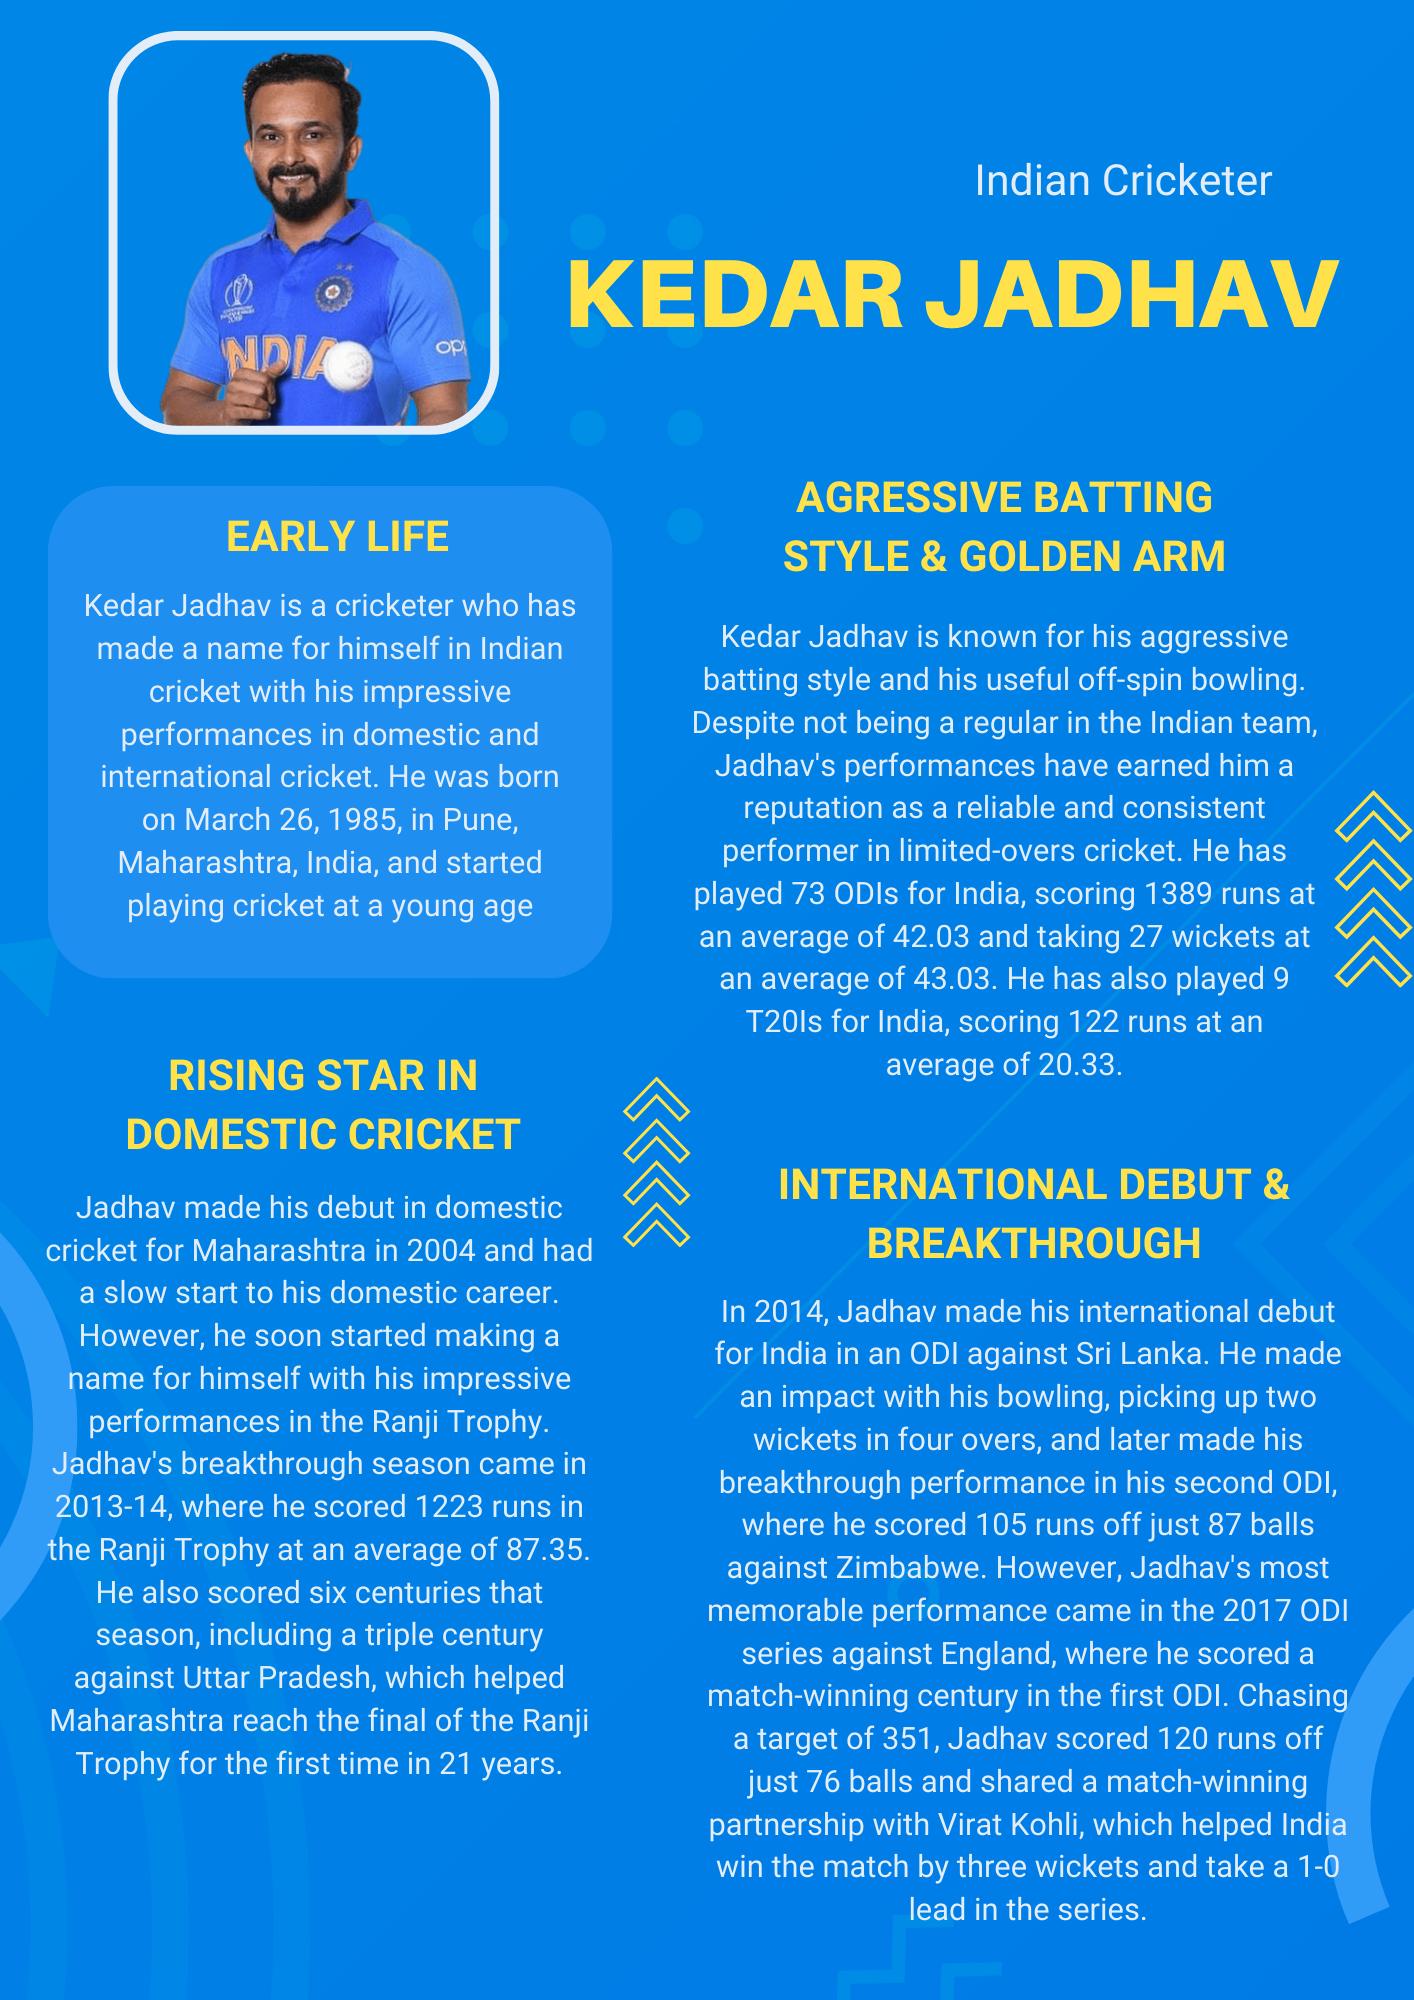 Indian Cricketer
KEDAR JADHAV
INDIA
EARLY LIFE
Kedar Jadhav is a cricketer who has
made a name for himself in Indian
cricket with his impressive
performances in domestic and
international cricket. He was born
on March 26, 1985, in Pune,
Maharashtra, India, and started
playing cricket at a young age
RISING STAR IN
DOMESTIC CRICKET
Jadhav made his debut in domestic
cricket for Maharashtra in 2004 and had
a slow start to his domestic career.
However, he soon started making a
name for himself with his impressive
performances in the Ranji Trophy.
Jadhav's breakthrough season came in
2013-14, where he scored 1223 runs in
the Ranji Trophy at an average of 87.35.
He also scored six centuries that
season, including a triple century
against Uttar Pradesh, which helped
Maharashtra reach the final of the Ranji
Trophy for the first time in 21 years.
AGRESSIVE BATTING
STYLE & GOLDEN ARM
Kedar Jadhav is known for his aggressive
batting style and his useful off-spin bowling.
Despite not being a regular in the Indian team,
Jadhav's performances have earned him a
reputation as a reliable and consistent
performer in limited-overs cricket. He has
played 73 ODIs for India, scoring 1389 runs at
an average of 42.03 and taking 27 wickets at
an average of 43.03. He has also played 9
T20Is for India, scoring 122 runs at an
average of 20.33.
INTERNATIONAL DEBUT &
BREAKTHROUGH
In 2014, Jadhav made his international debut
for India in an ODI against Sri Lanka. He made
an impact with his bowling, picking up two
wickets in four overs, and later made his
breakthrough performance in his second ODI,
where he scored 105 runs off just 87 balls
against Zimbabwe. However, Jadhav's most
memorable performance came in the 2017 ODI
series against England, where he scored a
match-winning century in the first ODI. Chasing
a target of 351, Jadhav scored 120 runs off
just 76 balls and shared a match-winning
partnership with Virat Kohli, which helped India
win the match by three wickets and take a 1-0
lead in the series.